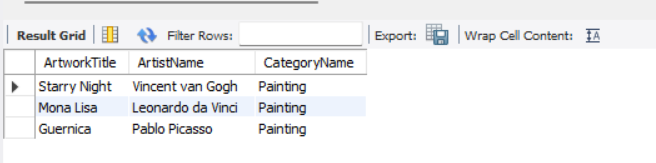 Result Grid Filter Rows: Export: Wrap Cell Content: IA
ArtworkTitle ArtistName CategoryName
Starry Night Vincent van Gogh Painting
Mona Lisa Leonardo da Vinci Painting
Guernica Pablo Picasso Painting